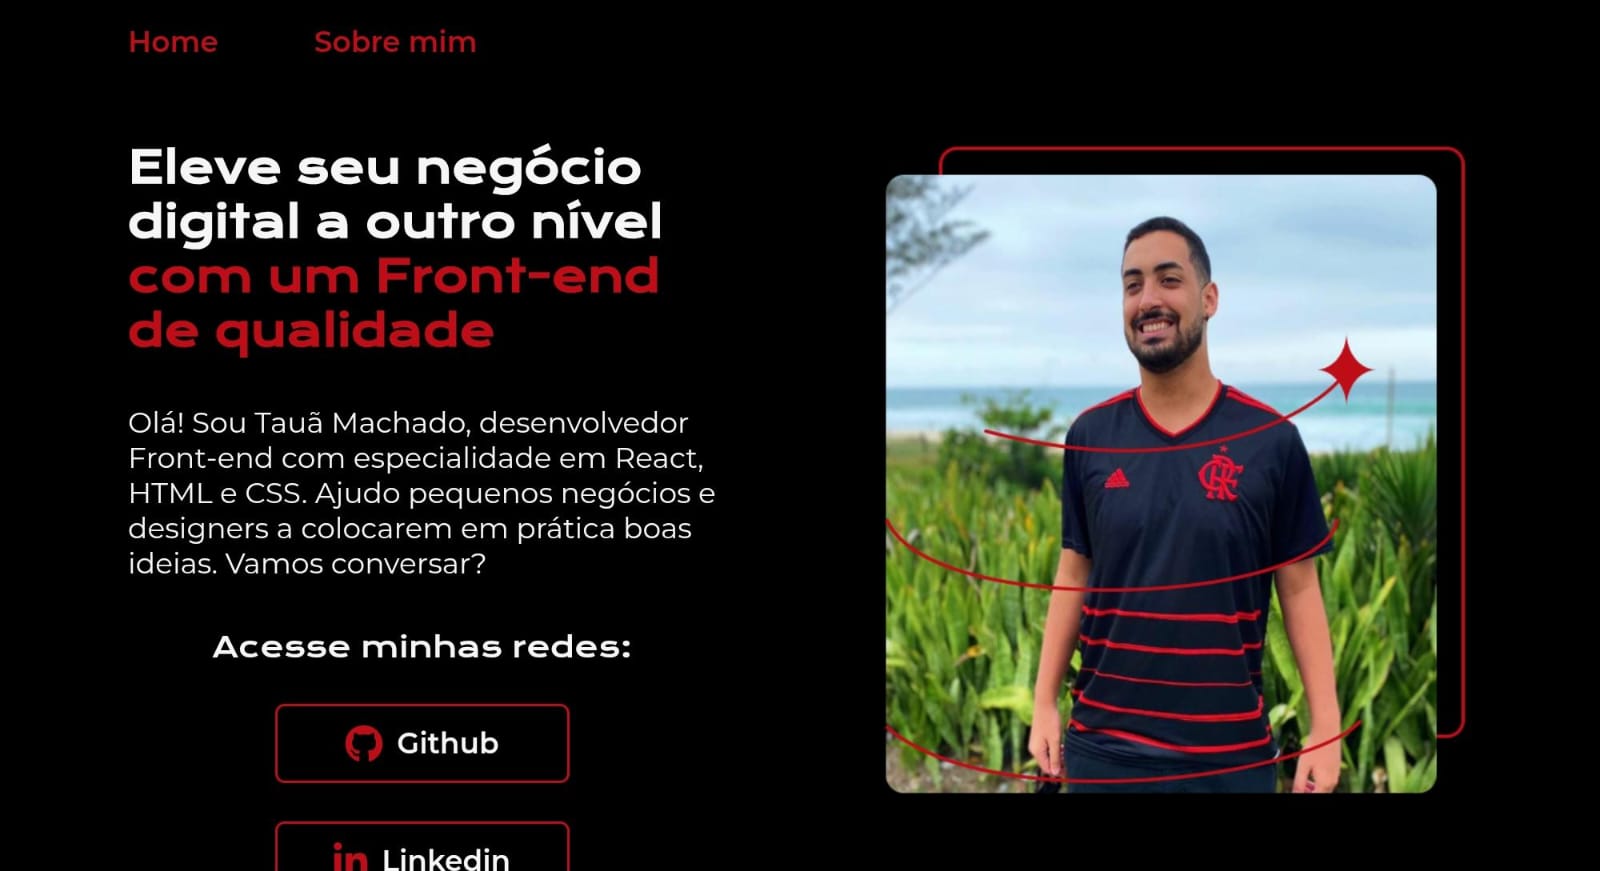 Home
Sobre mim
Eleve seu negócio
digital a outro nível
com um Front-end
de qualidade
Olá! Sou Tauã Machado, desenvolvedor
Front-end com especialidade em React,
HTML e CSS. Ajudo pequenos negócios e
designers a colocarem em prática boas
ideias. Vamos conversar?
Acesse minhas redes:
Github
in Linkedin